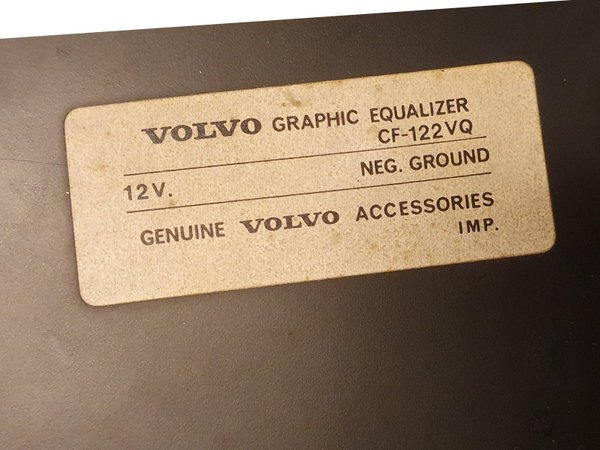 VOLVO GRAPHIC EQUALIZER
CF-122VQ
12V. NEG. GROUND
GENUINE VOLVO ACCESSORIES
IMP.